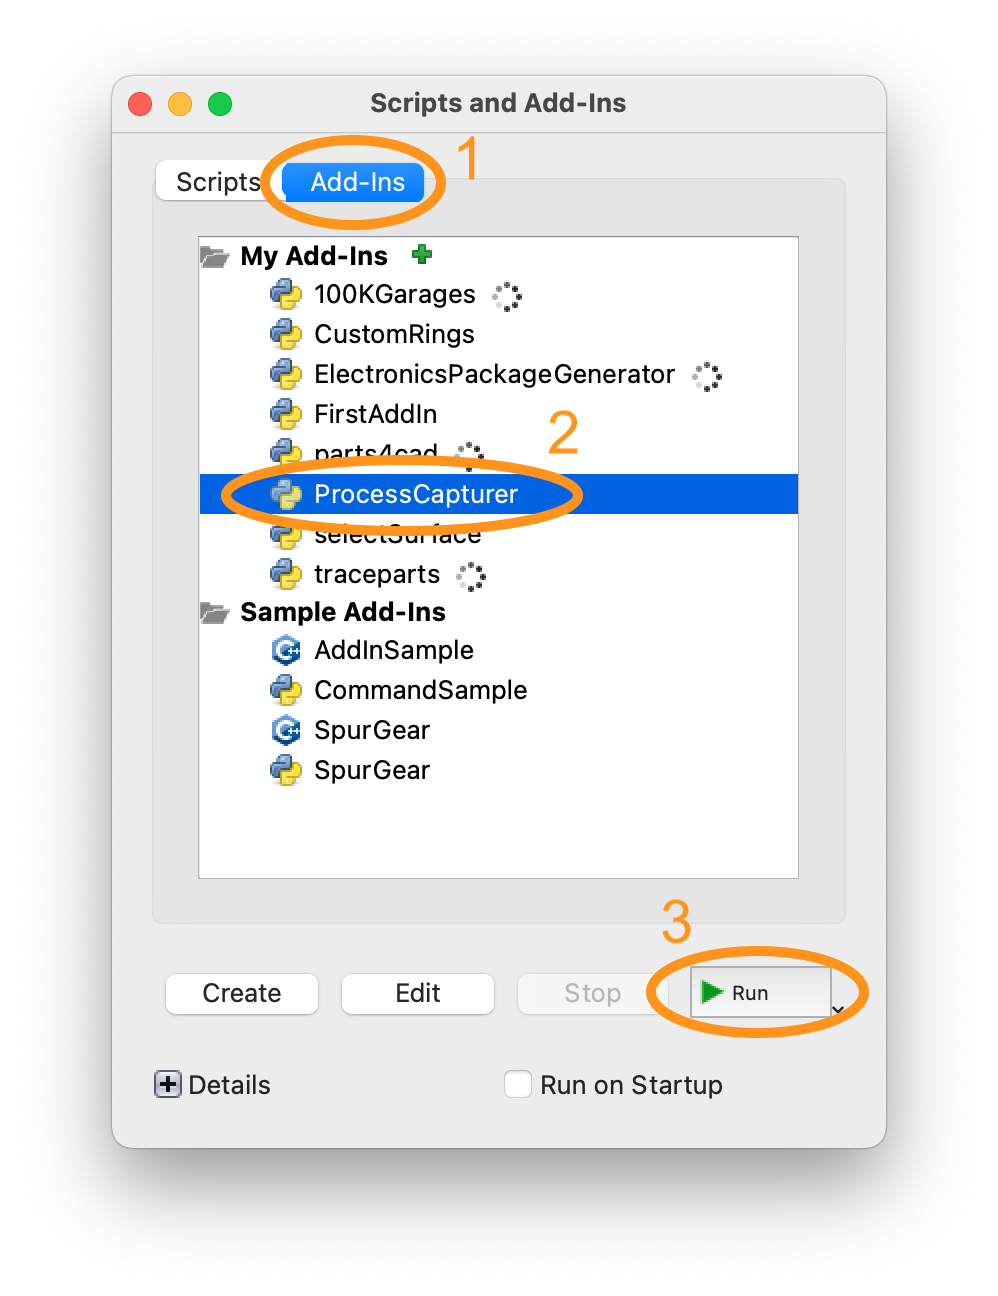 Scripts and Add-Ins
Scripts Add-Ins 1
My Add-Ins
100KGarages
CustomRings
ElectronicsPackageGenerator
FirstAddIn
2
parts4cad
ProcessCapturer
selectSurface
traceparts
Sample Add-Ins
AddInSample
CommandSample
SpurGear
SpurGear
3
Create Edit Stop Run
Details Run on Startup